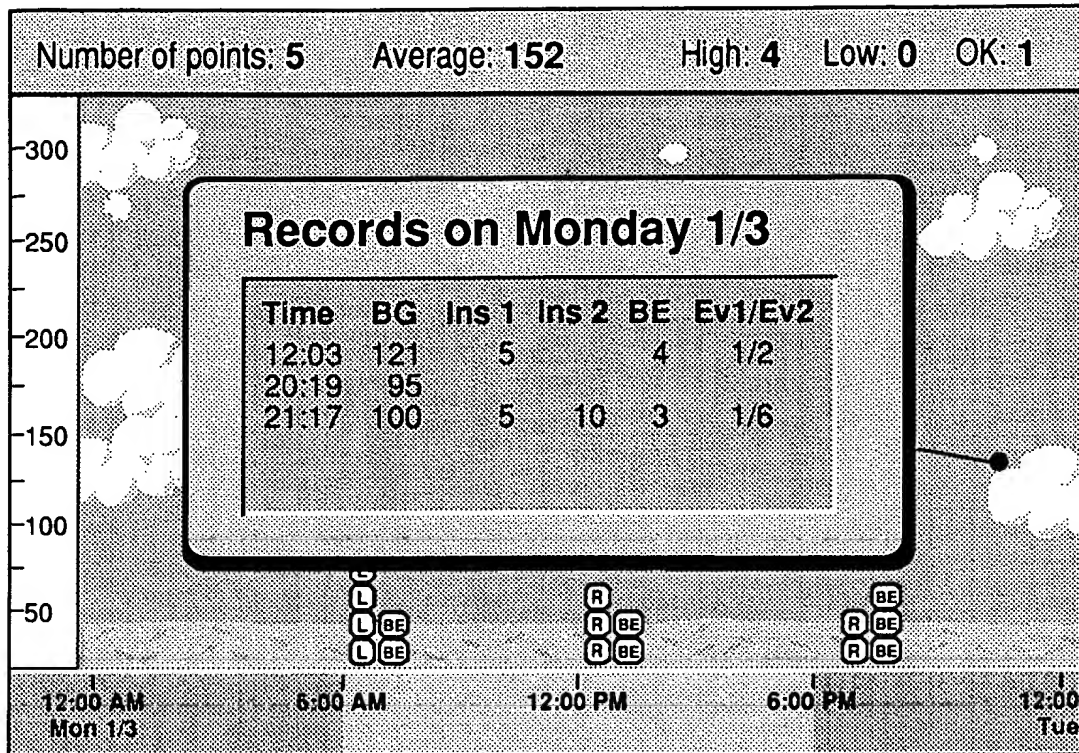 Number of points: 5 Average: 152 High: 4 Low: 0 OK: 1
300
250
200
150
100
50
Records on Monday 1/3
Time BG Ins 1 Ins 2 BE Ev1/Ev2
12:03 121 5 4 1/2
20:19 95
21:17 100 5 10 3 1/6
G
L R BE
L BE R BE R BE
L BE R BE R BE
12:00 AM 6:00 AM 12:00 PM 6:00 PM 12:00
Mon 1/3 Tue